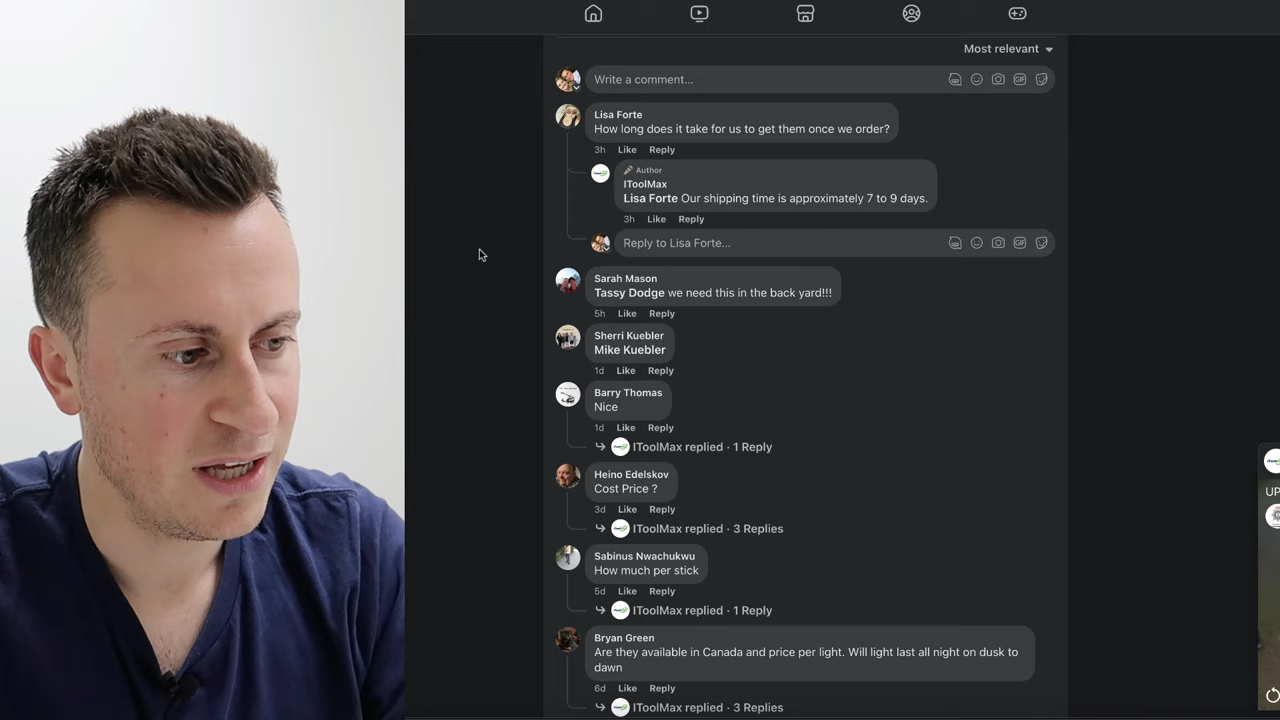 Most relevant
Write a comment...
Lisa Forte
How long does it take for us to get them once we order?
3h Like Reply
Author
IToolMax
Lisa Forte Our shipping time is approximately 7 to 9 days.
3h Like Reply
Reply to Lisa Forte...
Sarah Mason
Tassy Dodge we need this in the back yard!!!
5h Like Reply
Sherri Kuebler
Mike Kuebler
1d Like Reply
Barry Thomas
Nice
1d Like Reply
IToolMax replied · 1 Reply
Heino Edelskov
Cost Price ?
3d Like Reply
IToolMax replied · 3 Replies
Sabinus Nwachukwu
How much per stick
5d Like Reply
IToolMax replied · 1 Reply
Bryan Green
Are they available in Canada and price per light. Will light last all night on dusk to
dawn
6d Like Reply
IToolMax replied · 3 Replies
UP